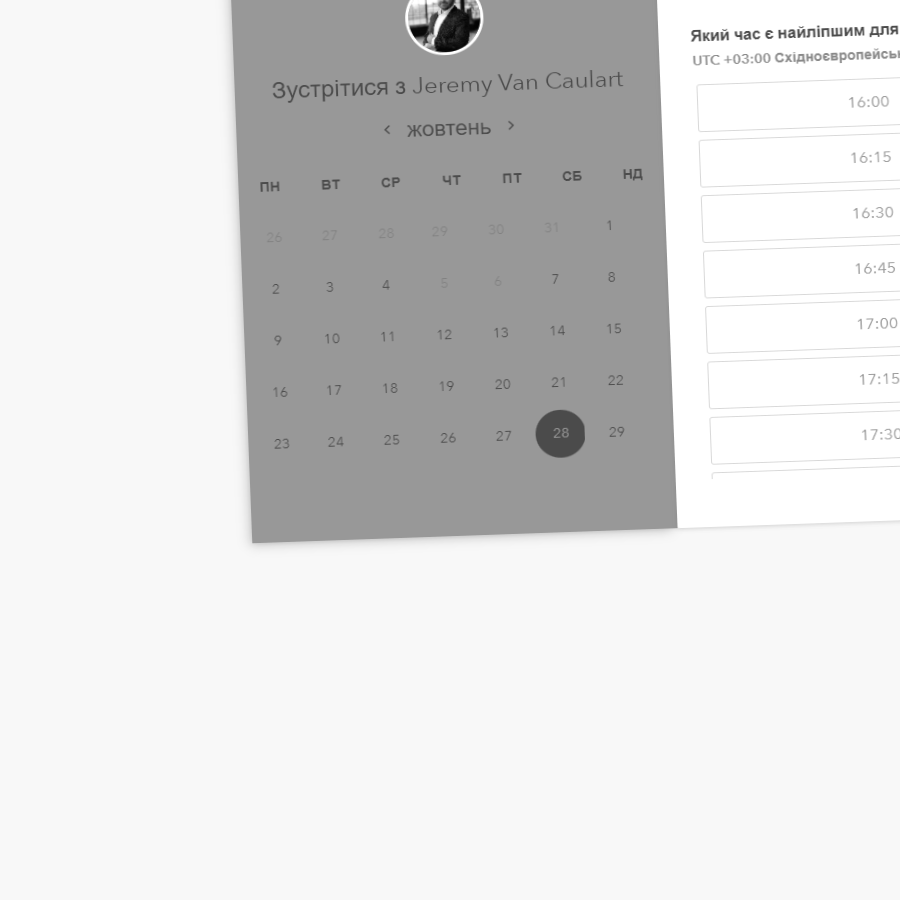 Зустрітися з Jeremy Van Caulart
‹ жовтень ›
ПН ВТ СР ЧТ ПТ СБ НД
26 27 28 29 30 31 1
2 3 4 5 6 7 8
9 10 11 12 13 14 15
16 17 18 19 20 21 22
23 24 25 26 27 28 29
Який час є найліпшим для
UTC +03:00
16:00
16:15
16:30
16:45
17:00
17:15
17:30